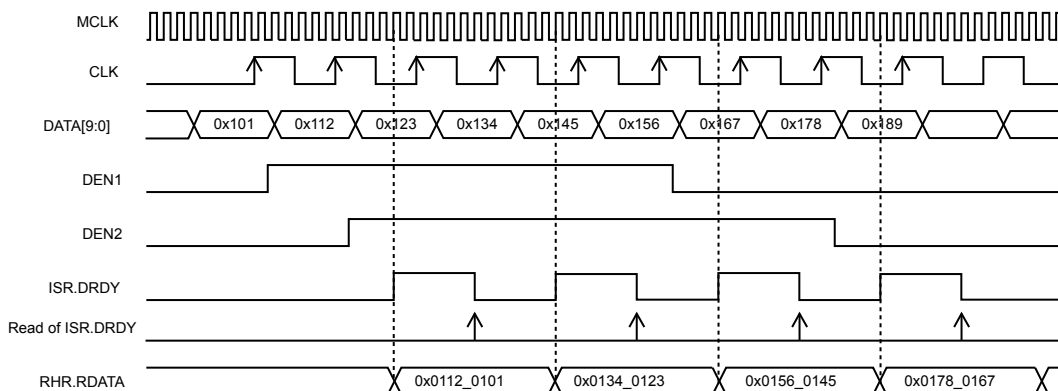 MCLK
CLK
DATA[9:0] 0x101 0x112 0x123 0x134 0x145 0x156 0x167 0x178 0x189
DEN1
DEN2
ISR.DRDY
Read of ISR.DRDY
RHR.RDATA 0x0112_0101 0x0134_0123 0x0156_0145 0x0178_0167